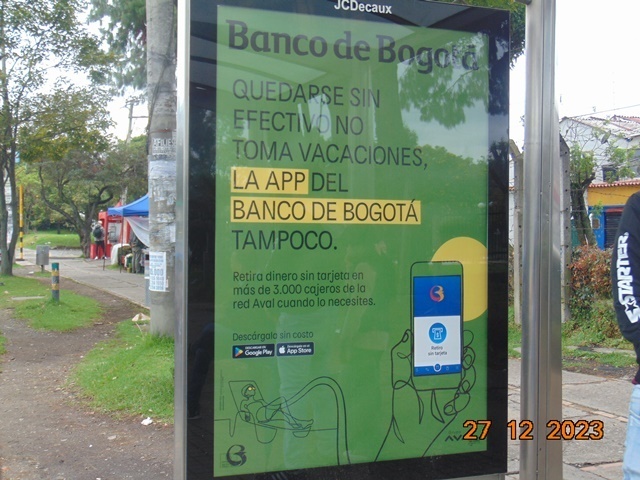 JCDecaux
Banco de Bogotá
QUEDARSE SIN
EFECTIVO NO
TOMA VACACIONES,
LA APP DEL
BANCO DE BOGOTÁ
TAMPOCO.
Retira dinero sin tarjeta en
más de 3.000 cajeros de la
red Aval cuando lo necesites.
Descárgala sin costo
Google Play
App Store
Retiro
sin tarjeta
STARTER
27 12 2023